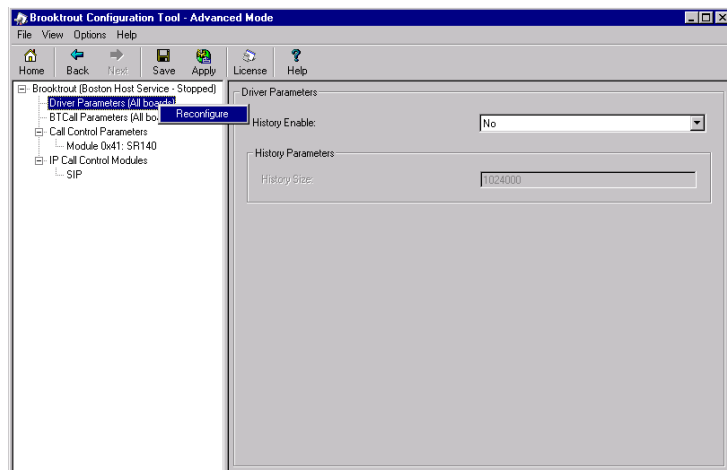 Brooktrout Configuration Tool - Advanced Mode
File View Options Help
Home Back Next Save Apply License Help
Brooktrout (Boston Host Service - Stopped)
Driver Parameters (All boards)
Reconfigure
BTCall Parameters (All bo
Call Control Parameters
Module 0x41: SR140
IP Call Control Modules
SIP
Driver Parameters
History Enable: No
History Parameters
History Size: 1024000